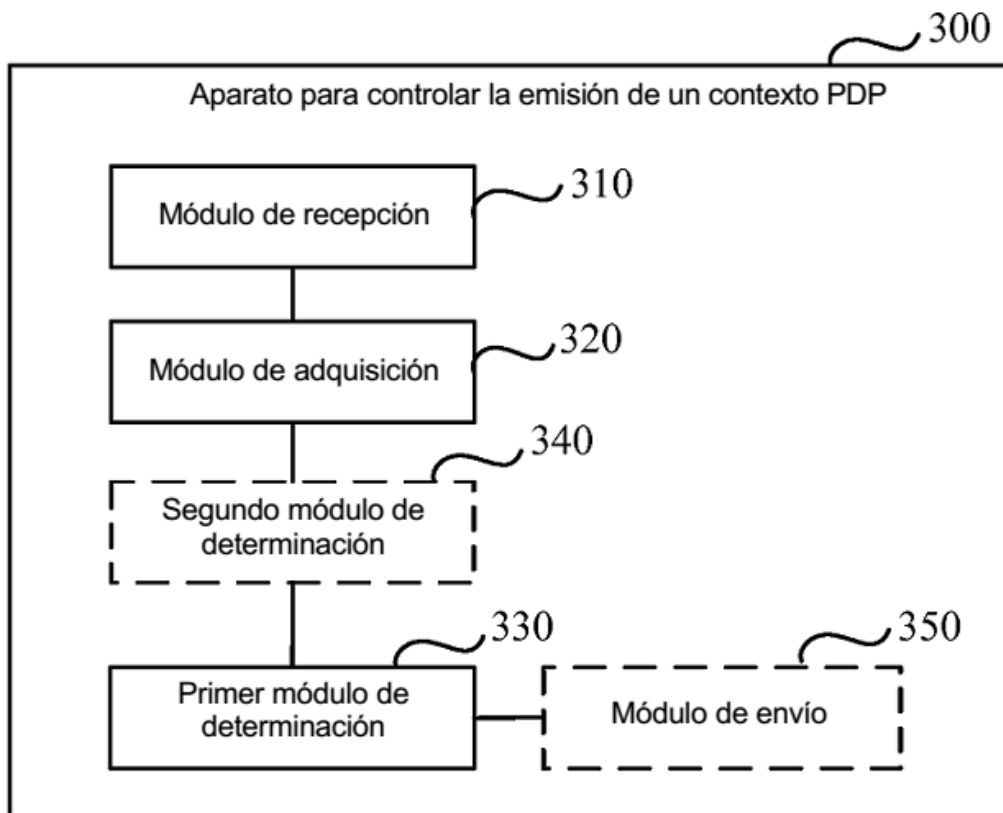 300
Aparato para controlar la emisión de un contexto PDP
310
Módulo de recepción
320
Módulo de adquisición
340
Segundo módulo de
determinación
330
Primer módulo de
determinación
350
Módulo de envío